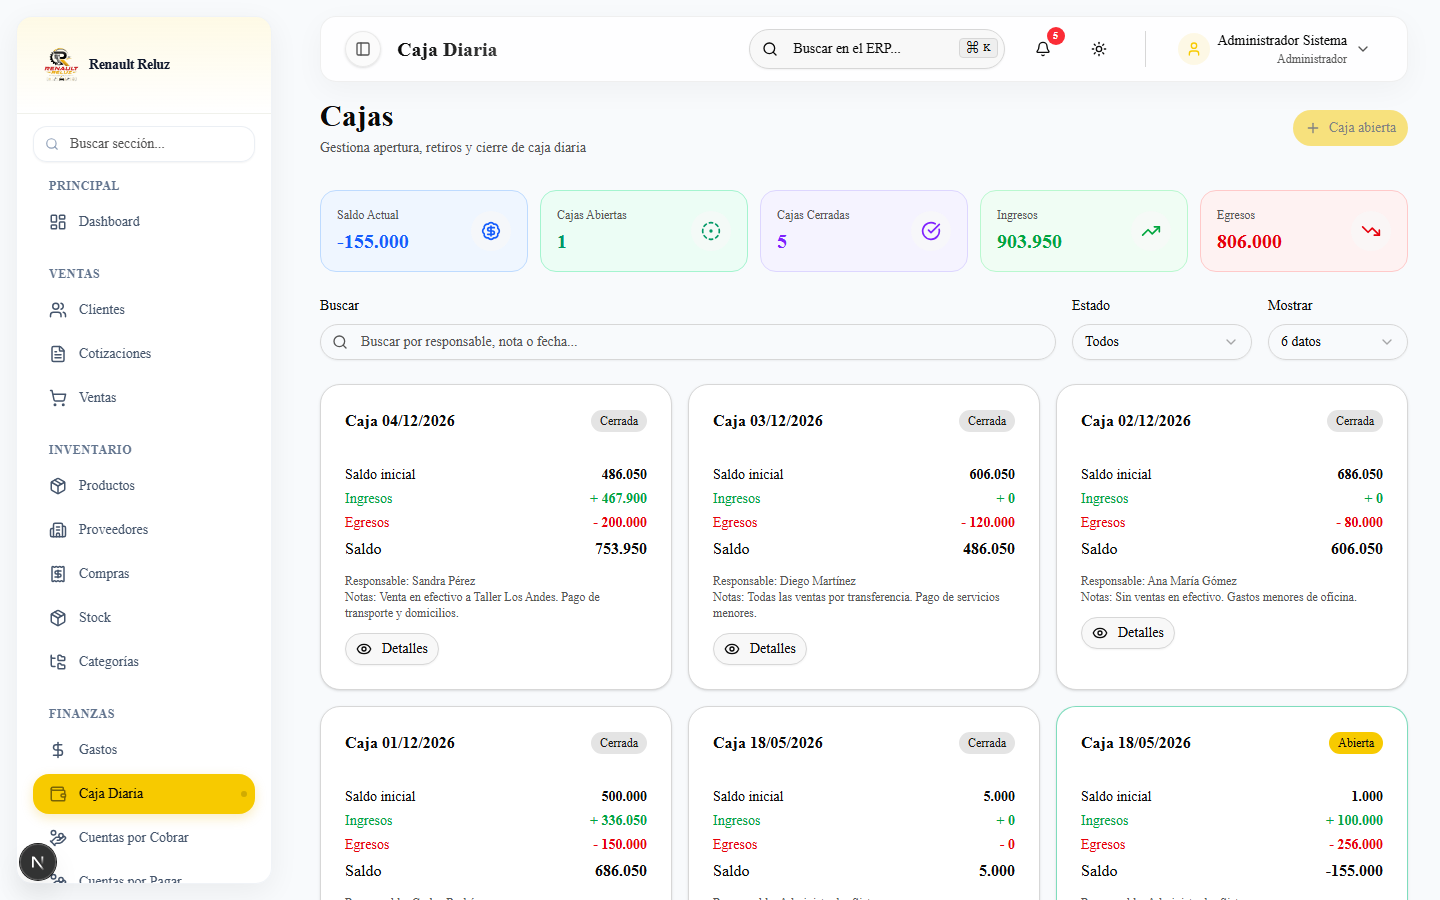 RENAULT
RELUZ
Renault Reluz
Buscar sección...
PRINCIPAL
Dashboard
VENTAS
Clientes
Cotizaciones
Ventas
INVENTARIO
Productos
Proveedores
Compras
Stock
Categorías
FINANZAS
Gastos
Caja Diaria
Cuentas por Cobrar
Cuentas por Pagar
N
Caja Diaria
Buscar en el ERP...
⌘ K
5
Administrador Sistema
Administrador
Cajas
Gestiona apertura, retiros y cierre de caja diaria
+ Caja abierta
Saldo Actual
-155.000
Cajas Abiertas
1
Cajas Cerradas
5
Ingresos
903.950
Egresos
806.000
Buscar
Buscar por responsable, nota o fecha...
Estado
Todos
Mostrar
6 datos
Caja 04/12/2026 Cerrada
Saldo inicial 486.050
Ingresos + 467.900
Egresos - 200.000
Saldo 753.950
Responsable: Sandra Pérez
Notas: Venta en efectivo a Taller Los Andes. Pago de
transporte y domicilios.
Detalles
Caja 03/12/2026 Cerrada
Saldo inicial 606.050
Ingresos + 0
Egresos - 120.000
Saldo 486.050
Responsable: Diego Martínez
Notas: Todas las ventas por transferencia. Pago de servicios
menores.
Detalles
Caja 02/12/2026 Cerrada
Saldo inicial 686.050
Ingresos + 0
Egresos - 80.000
Saldo 606.050
Responsable: Ana María Gómez
Notas: Sin ventas en efectivo. Gastos menores de oficina.
Detalles
Caja 01/12/2026 Cerrada
Saldo inicial 500.000
Ingresos + 336.050
Egresos - 150.000
Saldo 686.050
Caja 18/05/2026 Cerrada
Saldo inicial 5.000
Ingresos + 0
Egresos - 0
Saldo 5.000
Caja 18/05/2026 Abierta
Saldo inicial 1.000
Ingresos + 100.000
Egresos - 256.000
Saldo -155.000